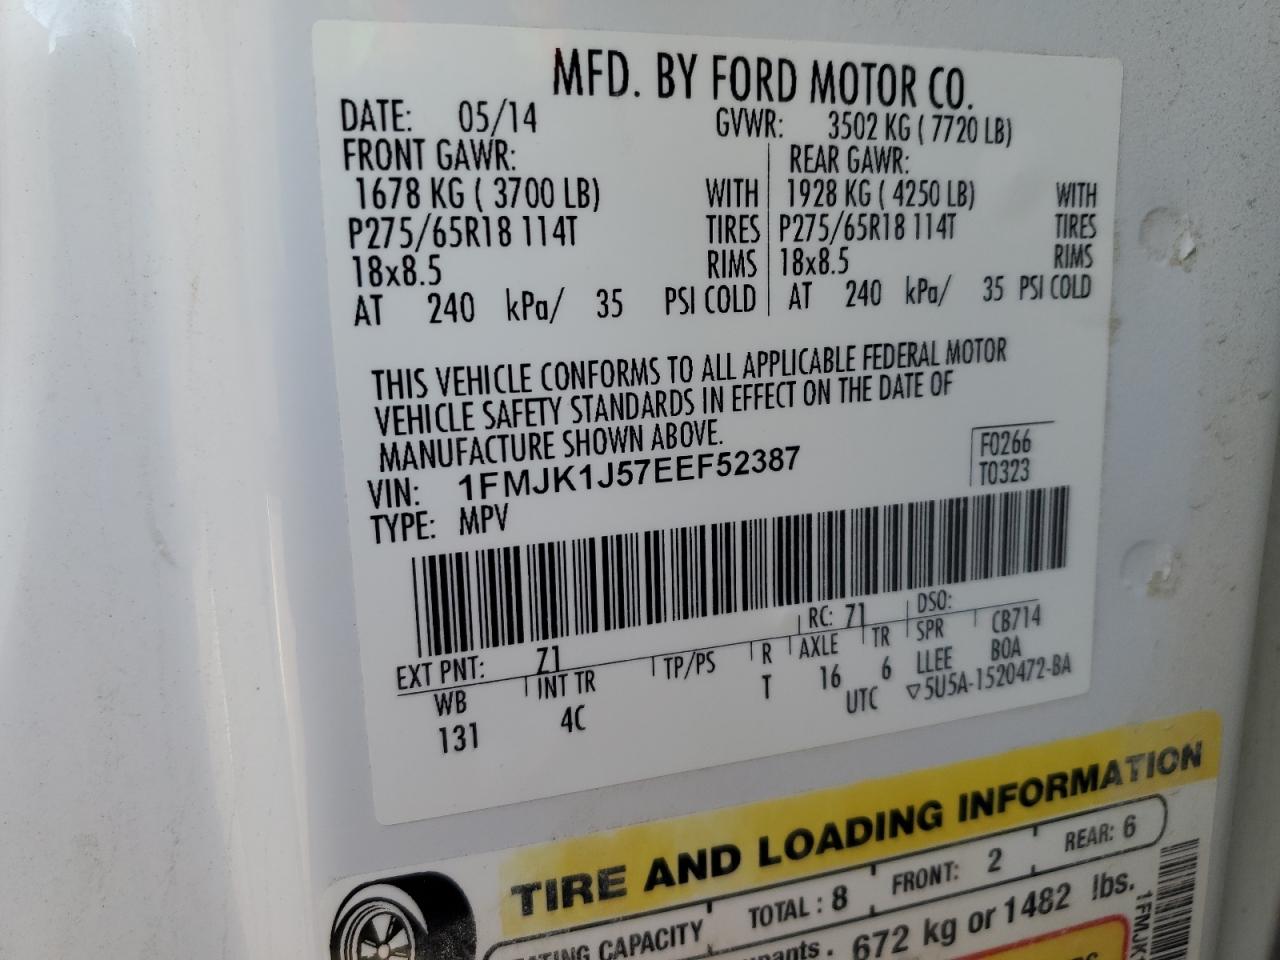 MFD. BY FORD MOTOR CO.
DATE: 05/14 GVWR: 3502 KG ( 7720 LB)
FRONT GAWR: REAR GAWR:
1678 KG ( 3700 LB) WITH 1928 KG ( 4250 LB) WITH
P275/65R18 114T TIRES P275/65R18 114T TIRES
18x8.5 RIMS 18x8.5 RIMS
AT 240 kPa/ 35 PSI COLD AT 240 kPa/ 35 PSI COLD
THIS VEHICLE CONFORMS TO ALL APPLICABLE FEDERAL MOTOR
VEHICLE SAFETY STANDARDS IN EFFECT ON THE DATE OF
MANUFACTURE SHOWN ABOVE.
VIN: 1FMJK1J57EEF52387
F0266
T0323
TYPE: MPV
EXT PNT: Z1 RC: 71 DSO:
WB INT TR TP/PS R AXLE TR SPR CB714
131 4C T 16 6 LLEE BOA
UTC ▽5U5A-1520472-BA
TIRE AND LOADING INFORMATION
CAPACITY TOTAL : 8 FRONT: 2 REAR: 6
672 kg or 1482 lbs.
1FMJK